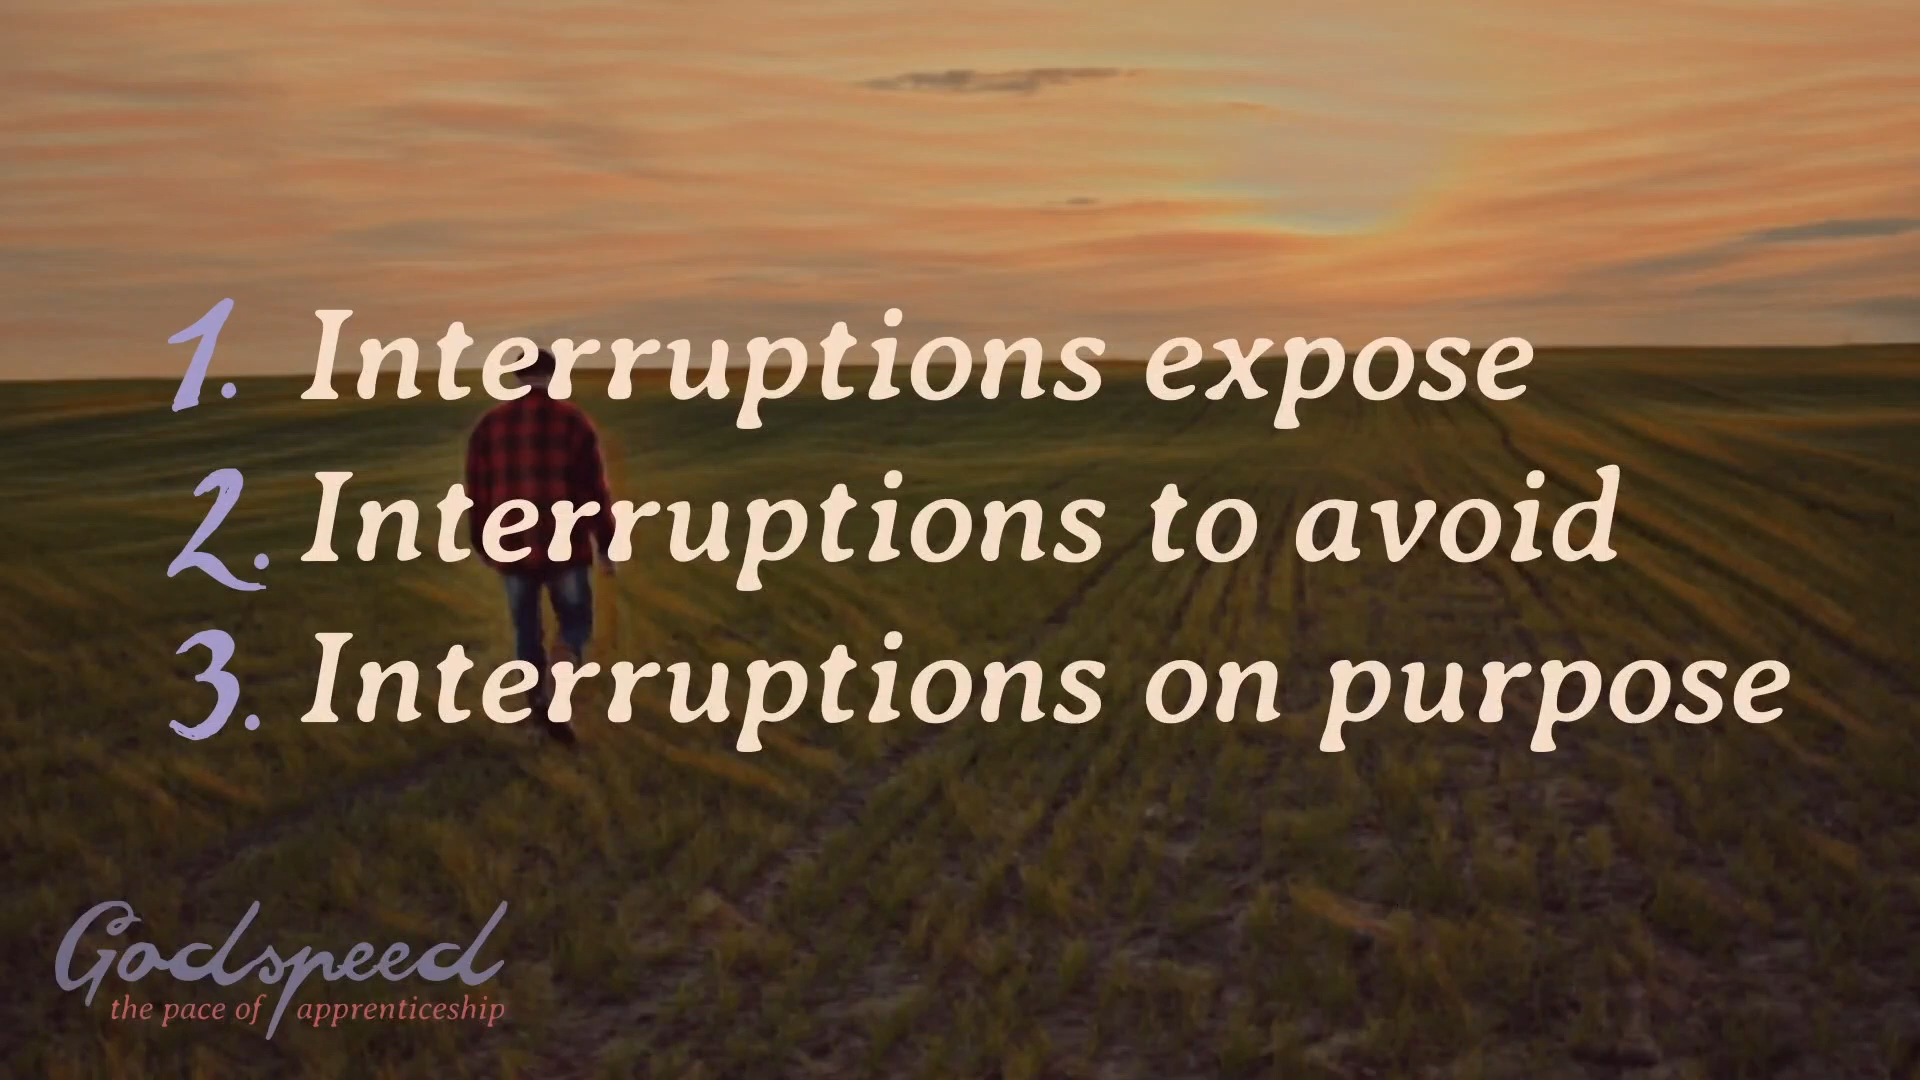 1. Interruptions expose
2. Interruptions to avoid
3. Interruptions on purpose
Godspeed
the pace of apprenticeship